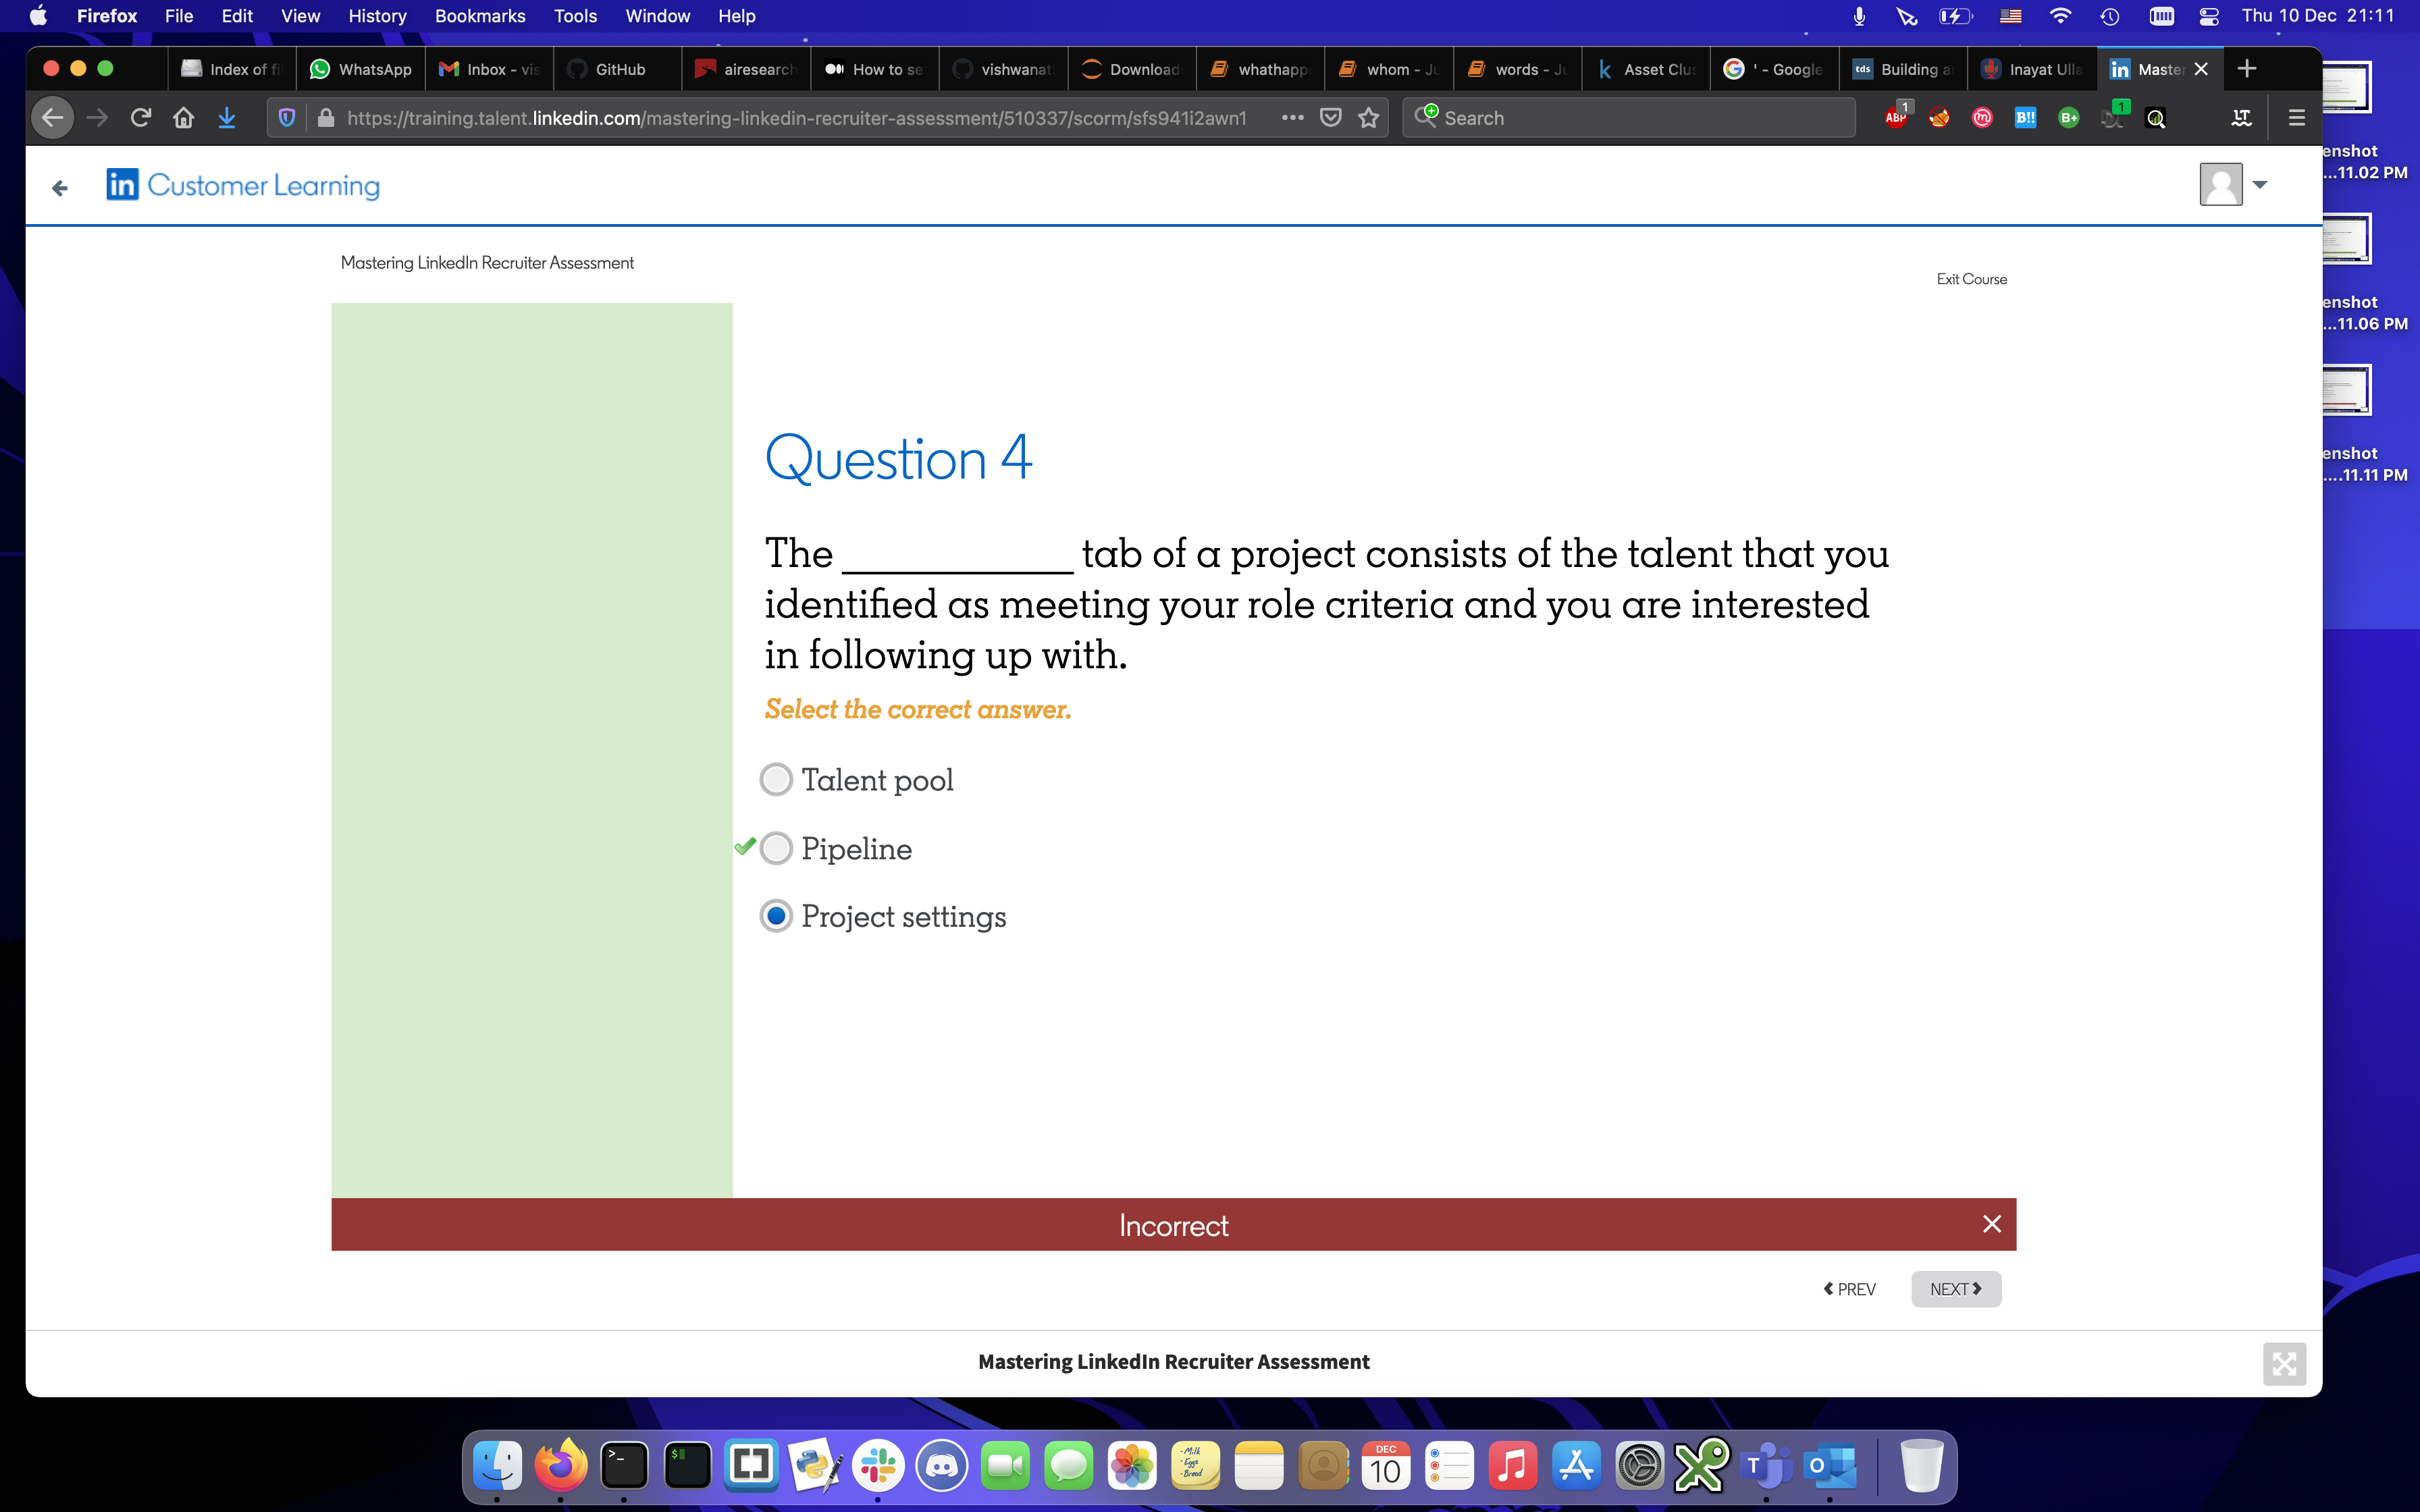 Firefox File Edit View History Bookmarks Tools Window Help Thu 10 Dec 21:11
Index of fi WhatsApp Inbox - vis GitHub airesearch How to se vishwanat Download whathapp whom - Ju words - Ju Asset Clus ' - Google Building a Inayat Ulla Master
https://training.talent.linkedin.com/mastering-linkedin-recruiter-assessment/510337/scorm/sfs941i2awn1 Search ABP 1 B!! B+ 1 LT
in Customer Learning
enshot
...11.02 PM
enshot
...11.06 PM
enshot
....11.11 PM
Mastering LinkedIn Recruiter Assessment
Exit Course
Question 4
The ___________ tab of a project consists of the talent that you
identified as meeting your role criteria and you are interested
in following up with.
Select the correct answer.
Talent pool
Pipeline
Project settings
Incorrect
PREV NEXT
Mastering LinkedIn Recruiter Assessment
DEC
10